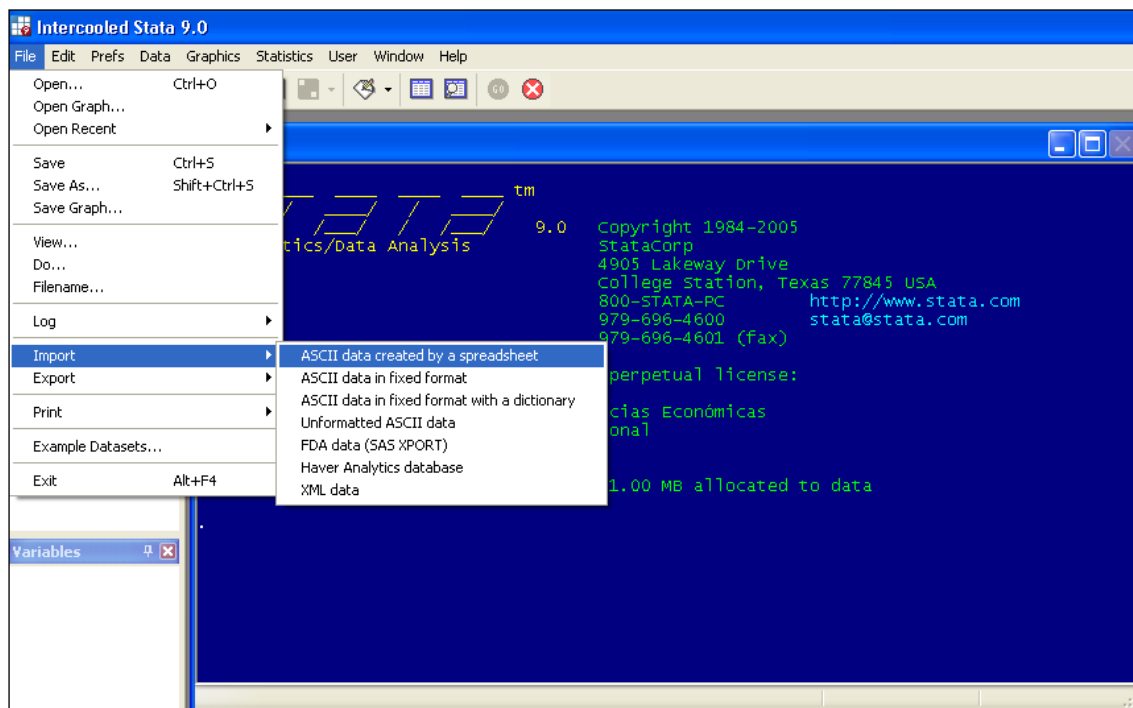 Intercooled Stata 9.0
File Edit Prefs Data Graphics Statistics User Window Help
Open... Ctrl+O
Open Graph...
Open Recent
Save Ctrl+S
Save As... Shift+Ctrl+S
Save Graph...
View...
Do...
Filename...
Log
Import
Export
Print
Example Datasets...
Exit Alt+F4
ASCII data created by a spreadsheet
ASCII data in fixed format
ASCII data in fixed format with a dictionary
Unformatted ASCII data
FDA data (SAS XPORT)
Haver Analytics database
XML data
GO
tm
9.0 Copyright 1984-2005
tics/Data Analysis StataCorp
4905 Lakeway Drive
College Station, Texas 77845 USA
800-STATA-PC http://www.stata.com
979-696-4600 stata@stata.com
979-696-4601 (fax)
perpetual license:
cias Económicas
onal
1.00 MB allocated to data
.
Variables